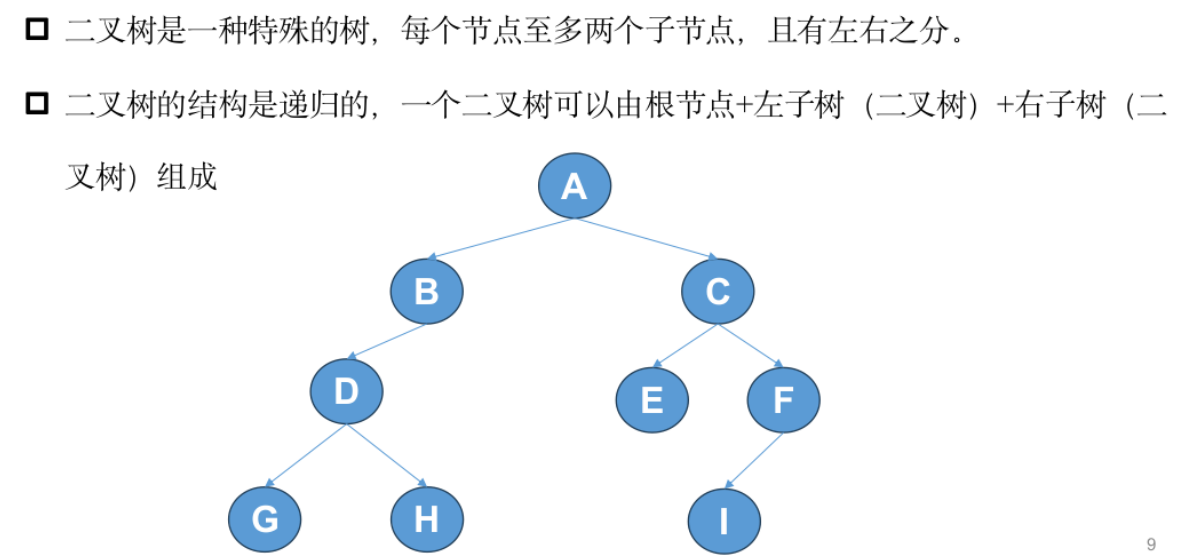 二叉树是一种特殊的树，每个节点至多两个子节点，且有左右之分。
二叉树的结构是递归的，一个二叉树可以由根节点+左子树（二叉树）+右子树（二
叉树）组成
A
B
C
D
E
F
G
H
I
9